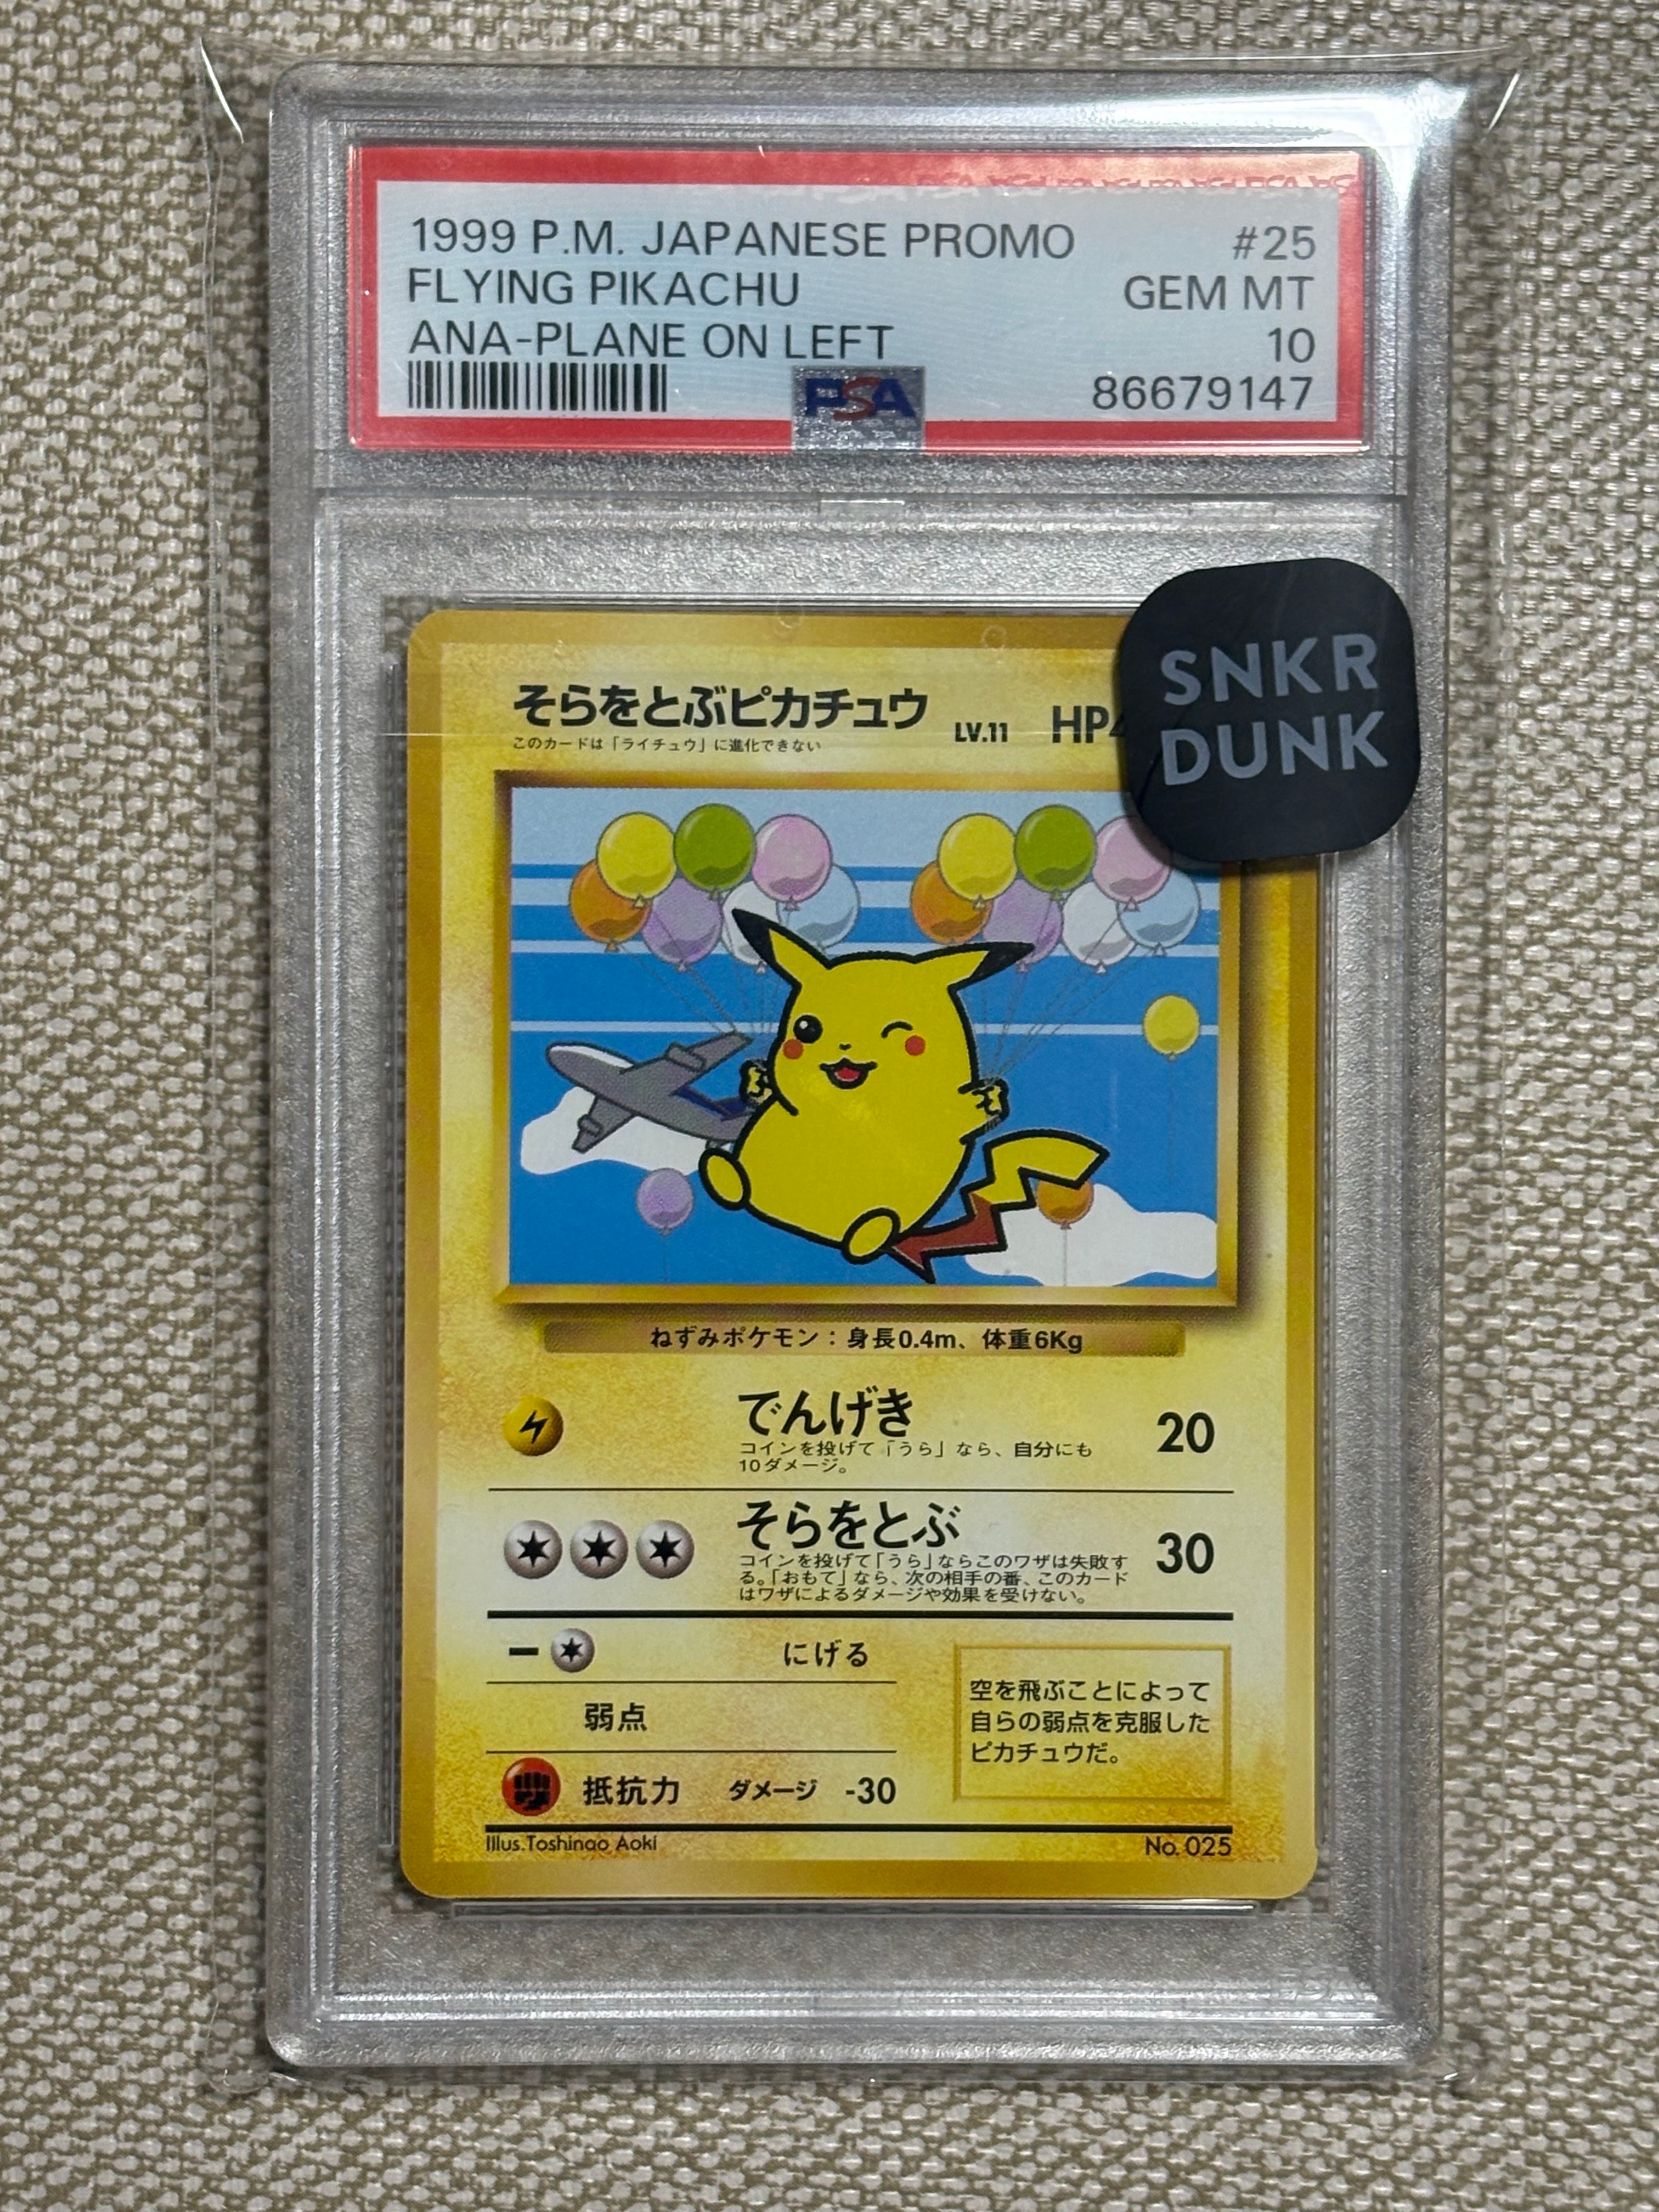 1999 P.M. JAPANESE PROMO #25
FLYING PIKACHU GEM MT
ANA-PLANE ON LEFT 10
PSA 86679147
SNKR
DUNK
そらをとぶピカチュウ LV.11 HP
このカードは「ライチュウ」に進化できない
ねずみポケモン：身長0.4m、体重6Kg
でんげき 20
コインを投げて「うら」なら、自分にも
10ダメージ。
そらをとぶ 30
コインを投げて「うら」ならこのワザは失敗す
る。「おもて」なら、次の相手の番、このカード
はワザによるダメージや効果を受けない。
にげる
弱点
抵抗力 ダメージ -30
空を飛ぶことによって
自らの弱点を克服した
ピカチュウだ。
Illus.Toshinao Aoki No. 025